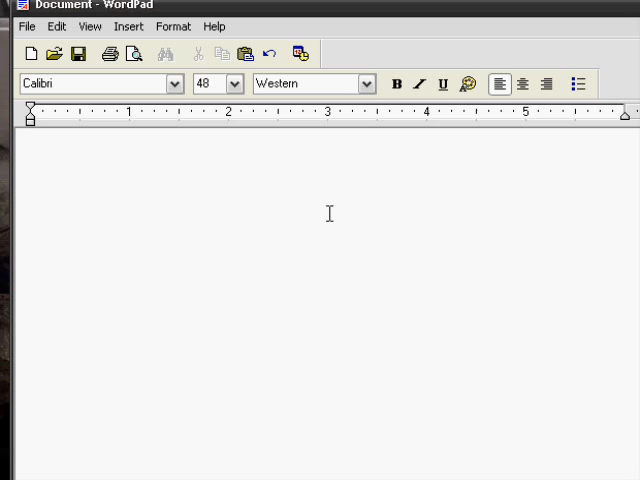 Document - WordPad
File Edit View Insert Format Help
Calibri 48 Western B U
1 2 3 4 5